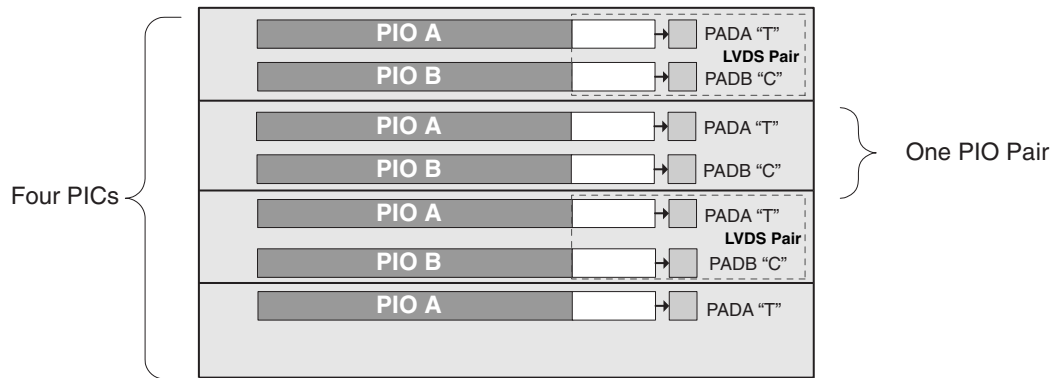 PIO A
PADA “T”
LVDS Pair
PIO B
PADB “C”
PIO A
PADA “T”
PIO B
PADB “C”
One PIO Pair
Four PICs
PIO A
PADA “T”
LVDS Pair
PIO B
PADB “C”
PIO A
PADA “T”